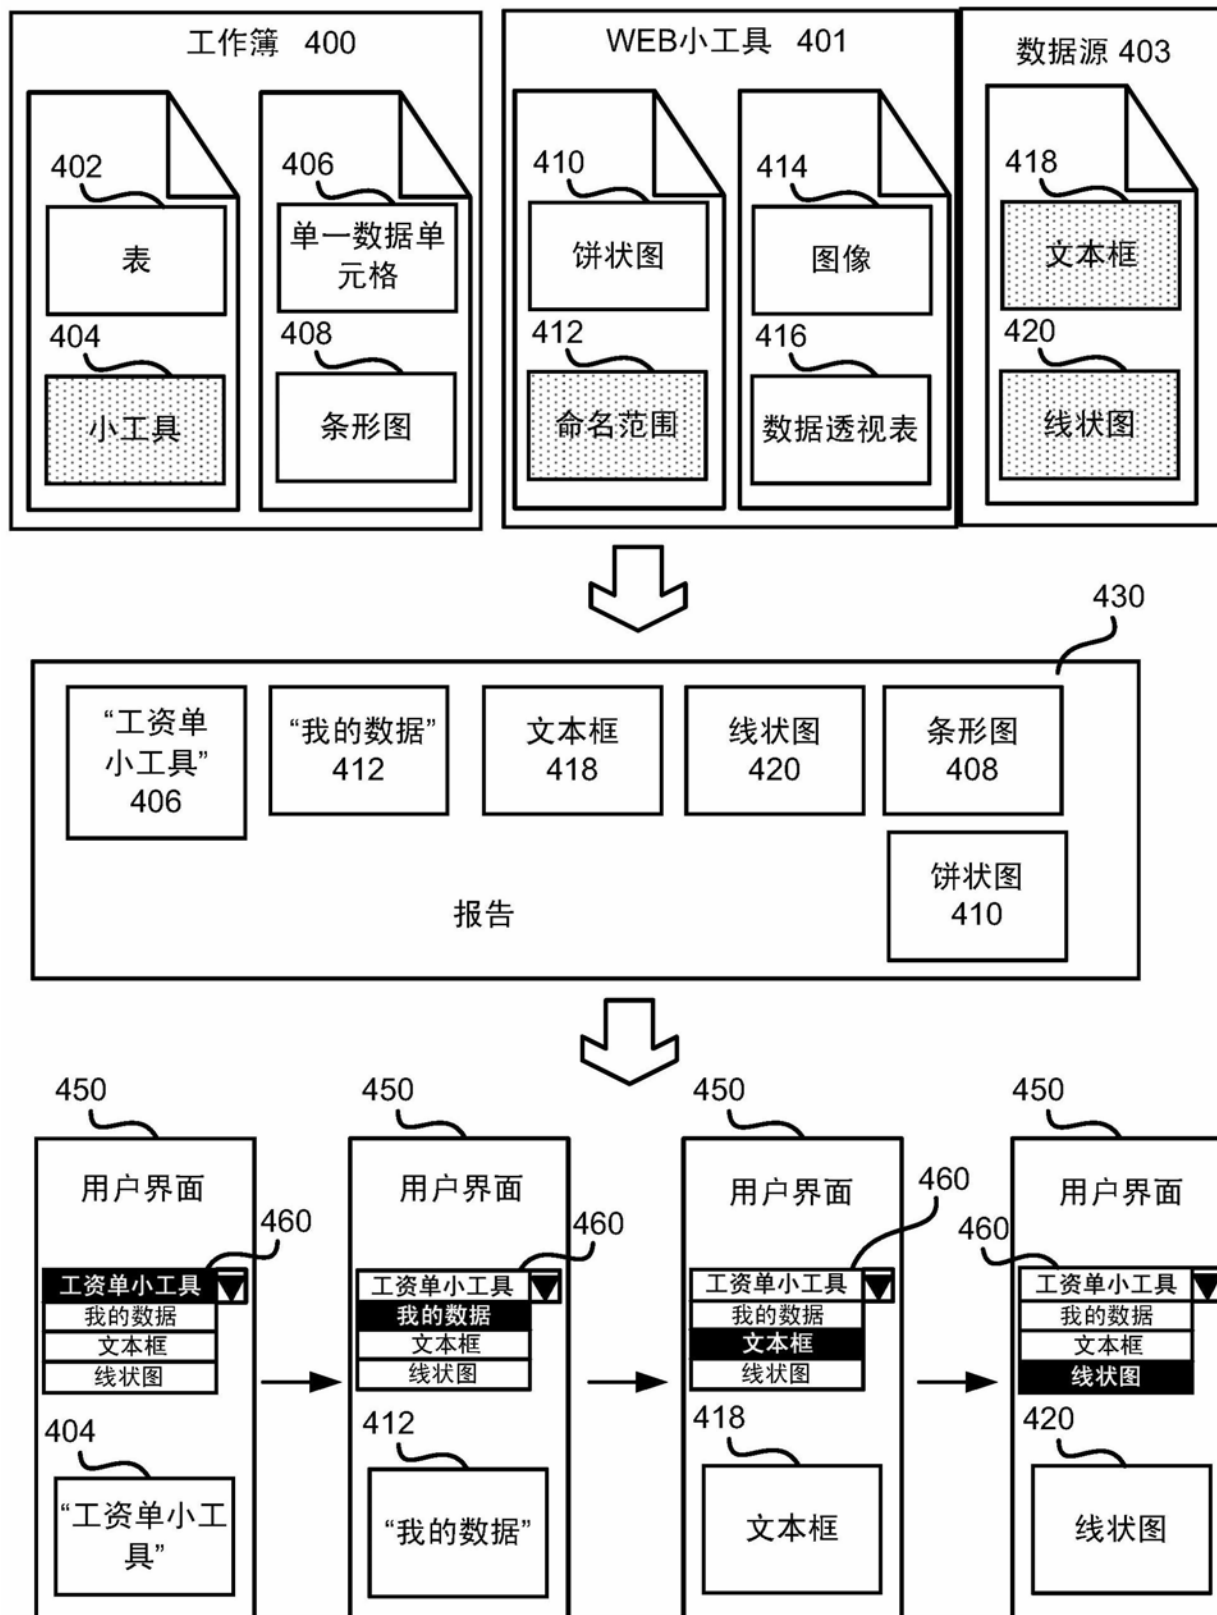 工作簿 400
WEB小工具 401
数据源 403
402
表
404
小工具
406
单一数据单
元格
408
条形图
410
饼状图
412
命名范围
414
图像
416
数据透视表
418
文本框
420
线状图
430
“工资单
小工具”
406
“我的数据”
412
文本框
418
线状图
420
条形图
408
饼状图
410
报告
450
用户界面
460
工资单小工具
我的数据
文本框
线状图
404
“工资单小工
具”
450
用户界面
460
工资单小工具
我的数据
文本框
线状图
412
“我的数据”
450
用户界面
460
工资单小工具
我的数据
文本框
线状图
418
文本框
450
用户界面
460
工资单小工具
我的数据
文本框
线状图
420
线状图